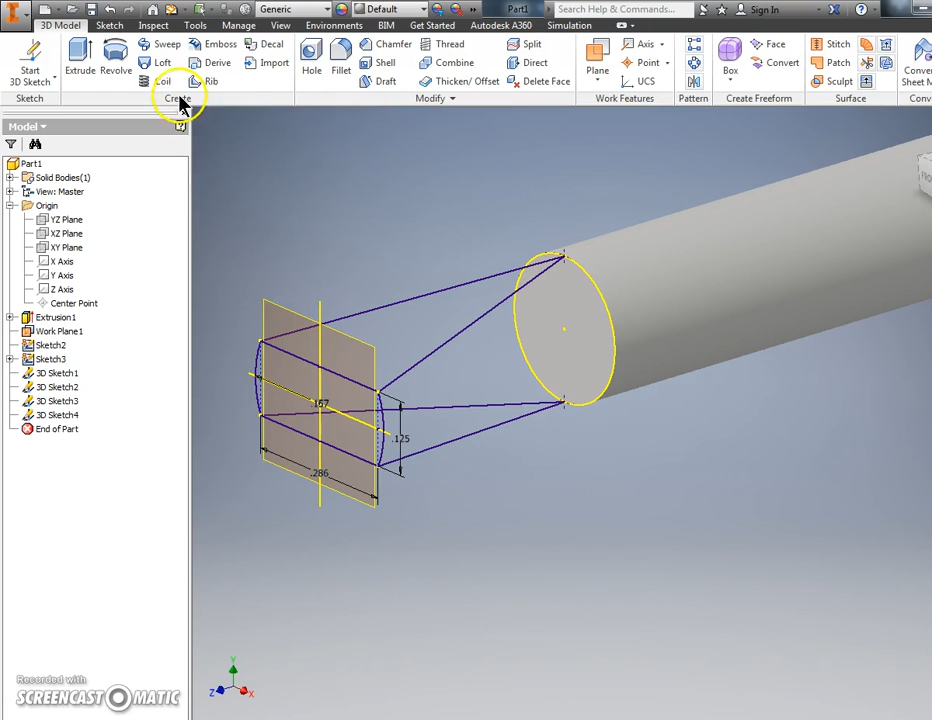 Generic
Default
Part1
Search Help & Commands...
Sign In
3D Model
Sketch
Inspect
Tools
Manage
View
Environments
BIM
Get Started
Autodesk A360
Start
3D Sketch
Sketch
Extrude
Revolve
Sweep
Loft
Coil
Emboss
Derive
Rib
Decal
Import
Create
Hole
Fillet
Chamfer
Shell
Draft
Thread
Combine
Thicken/ Offset
Split
Direct
Delete Face
Modify
Plane
Axis
Point
UCS
Work Features
Pattern
Box
Face
Convert
Create Freeform
Stitch
Patch
Sculpt
Surface
Model
Part1
Solid Bodies(1)
View: Master
Origin
YZ Plane
XZ Plane
XY Plane
X Axis
Y Axis
Z Axis
Center Point
Extrusion1
Work Plane1
Sketch2
Sketch3
3D Sketch1
3D Sketch2
3D Sketch3
3D Sketch4
End of Part
.167
.125
.286
Y
Z
X
Recorded with
SCREENCAST-O-MATIC